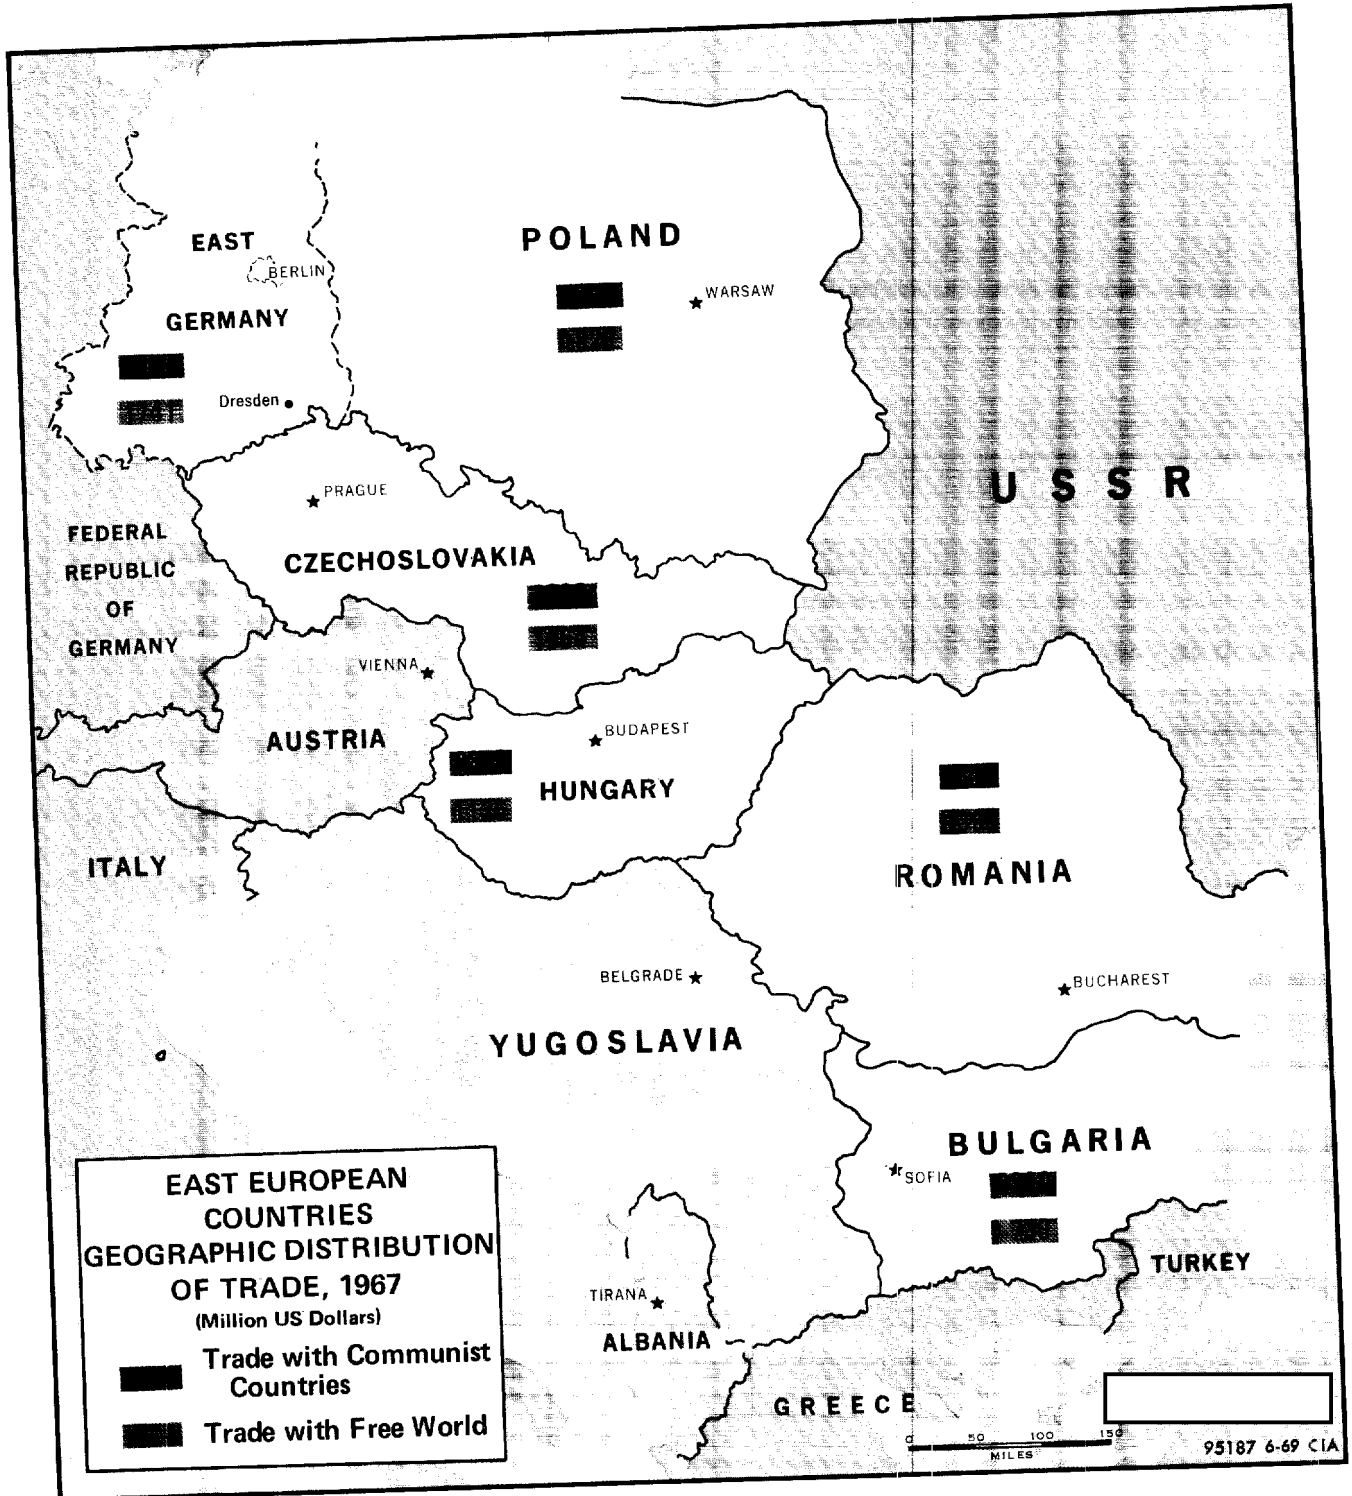 POLAND
EAST
BERLIN
WARSAW
GERMANY
Dresden
USSR
PRAGUE
FEDERAL
REPUBLIC
OF
GERMANY
CZECHOSLOVAKIA
VIENNA
AUSTRIA
BUDAPEST
HUNGARY
ITALY
ROMANIA
BELGRADE
BUCHAREST
YUGOSLAVIA
BULGARIA
SOFIA
TURKEY
TIRANA
ALBANIA
GREECE
EAST EUROPEAN
COUNTRIES
GEOGRAPHIC DISTRIBUTION
OF TRADE, 1967
(Million US Dollars)
Trade with Communist
Countries
Trade with Free World
0 50 100 150
MILES
95187 6-69 CIA